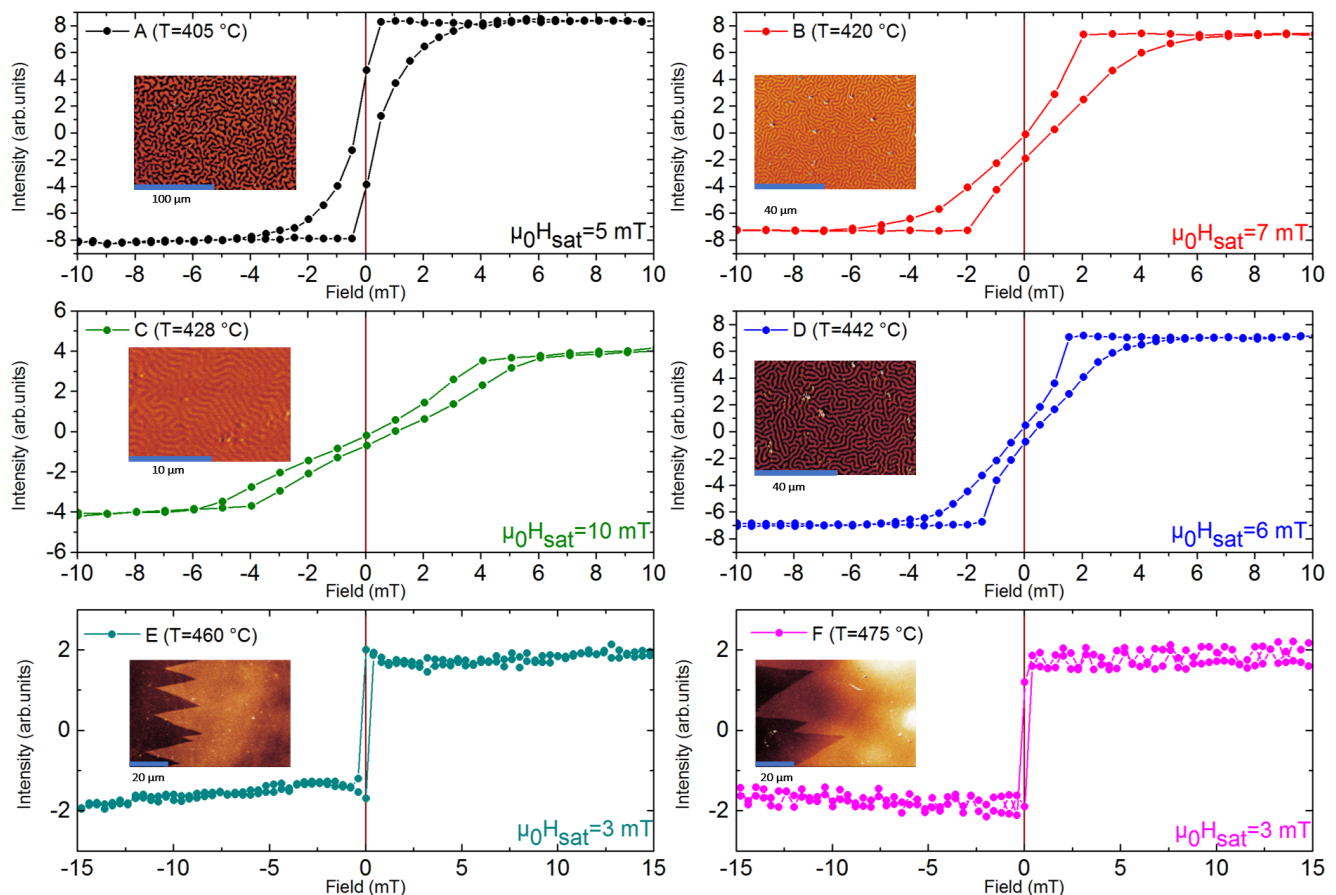 A (T=405 °C)
100 µm
µ₀Hsat=5 mT
8
6
4
2
0
-2
-4
-6
-8
-10 -8 -6 -4 -2 0 2 4 6 8 10
Intensity (arb.units)
Field (mT)
B (T=420 °C)
40 µm
µ₀Hsat=7 mT
8
6
4
2
0
-2
-4
-6
-8
-10 -8 -6 -4 -2 0 2 4 6 8 10
Intensity (arb.units)
Field (mT)
C (T=428 °C)
10 µm
µ₀Hsat=10 mT
6
4
2
0
-2
-4
-6
-10 -8 -6 -4 -2 0 2 4 6 8 10
Intensity (arb.units)
Field (mT)
D (T=442 °C)
40 µm
µ₀Hsat=6 mT
8
6
4
2
0
-2
-4
-6
-8
-10 -8 -6 -4 -2 0 2 4 6 8 10
Intensity (arb.units)
Field (mT)
E (T=460 °C)
20 µm
µ₀Hsat=3 mT
2
0
-2
-15 -10 -5 0 5 10 15
Intensity (arb.units)
Field (mT)
F (T=475 °C)
20 µm
µ₀Hsat=3 mT
2
0
-2
-15 -10 -5 0 5 10 15
Intensity (arb.units)
Field (mT)